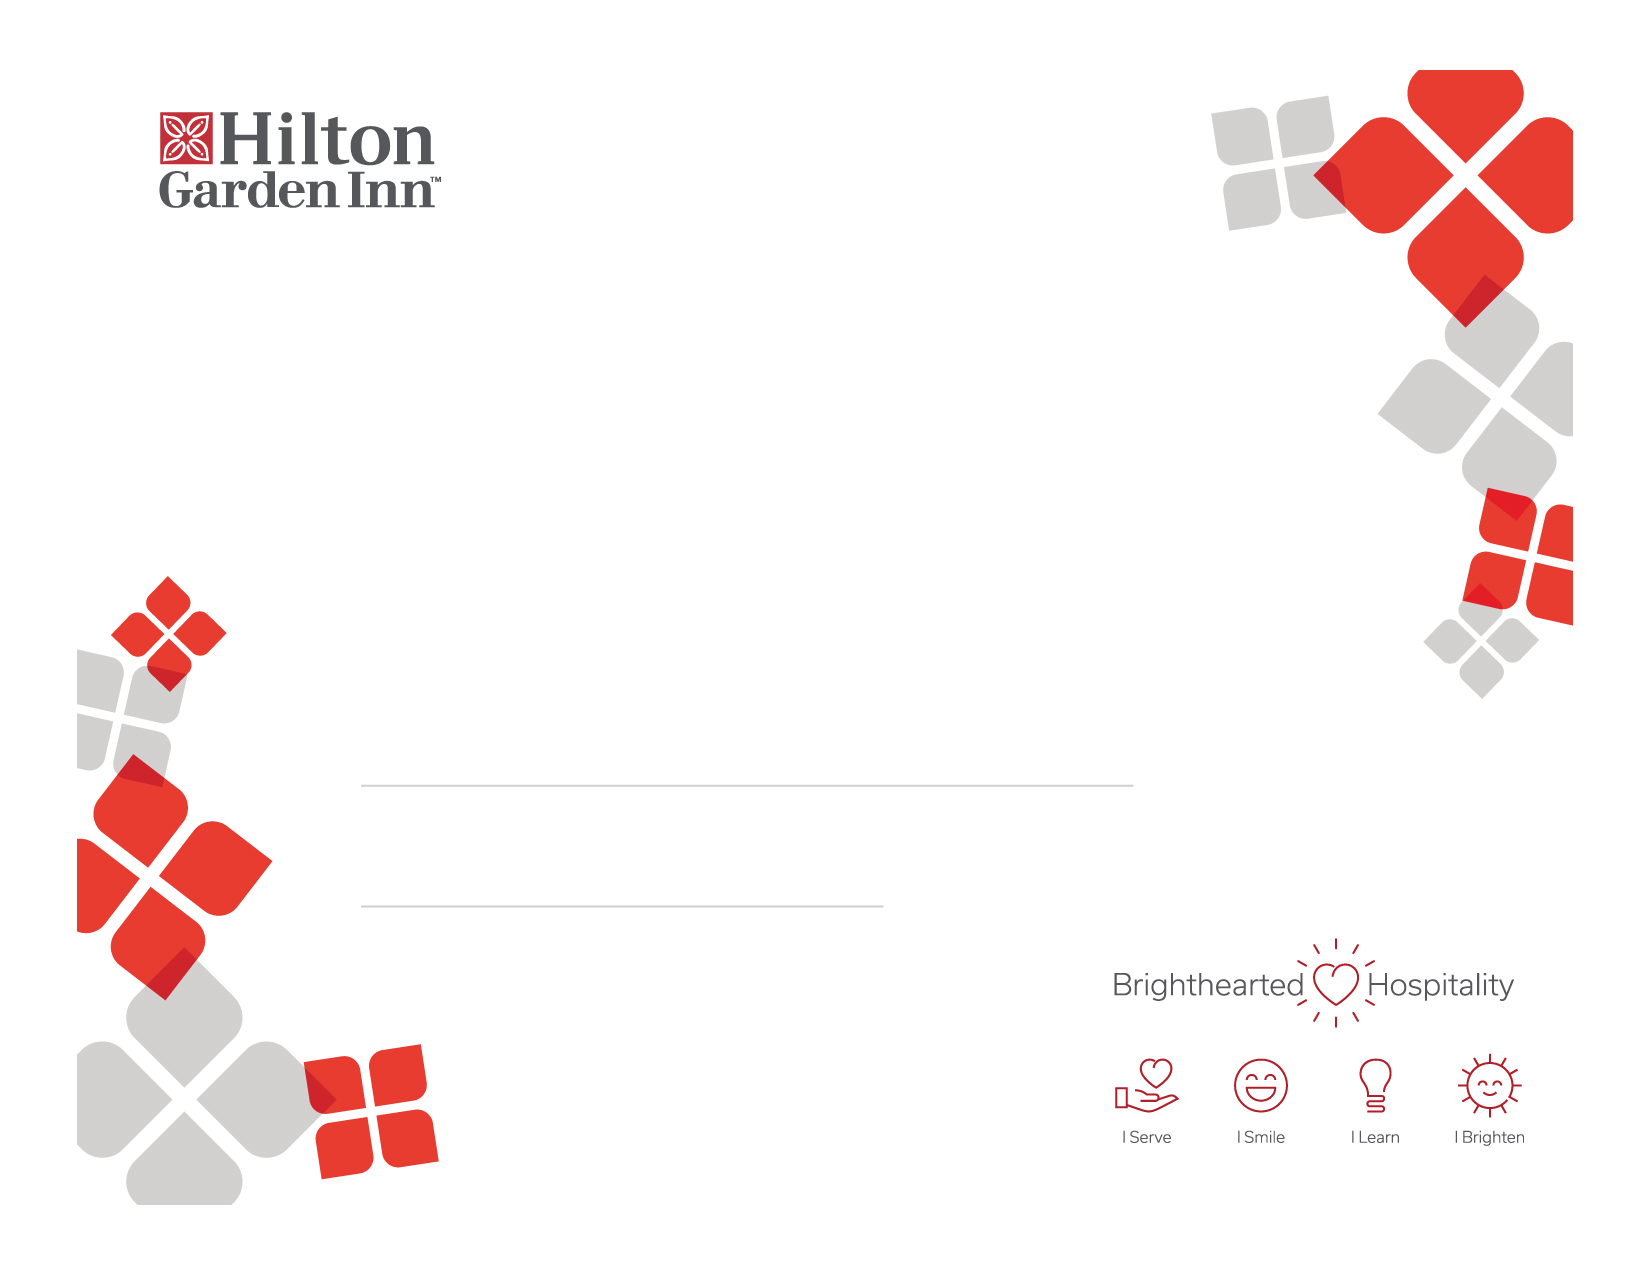 Hilton
Garden Inn™
Brighthearted Hospitality
I Serve
I Smile
I Learn
I Brighten